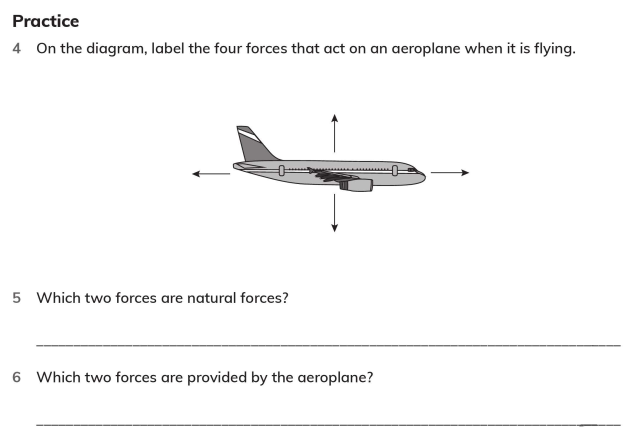 Practice
4 On the diagram, label the four forces that act on an aeroplane when it is flying.
5 Which two forces are natural forces?
6 Which two forces are provided by the aeroplane?